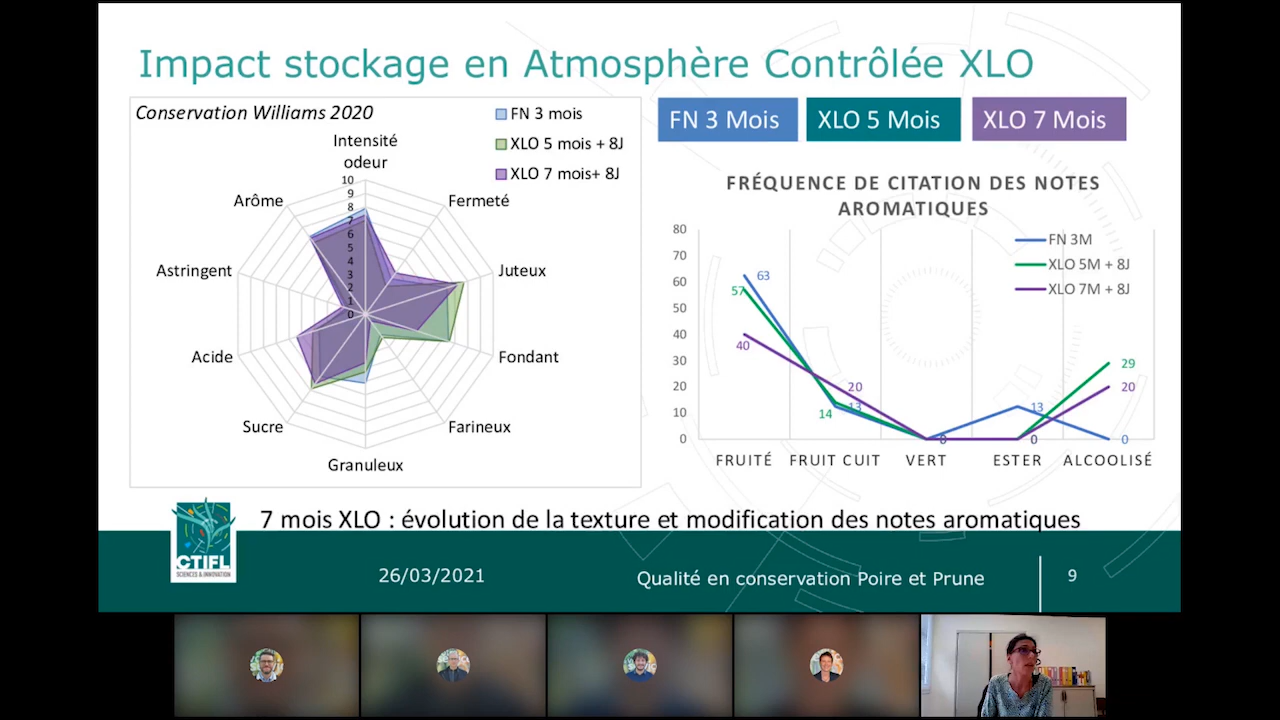 Impact stockage en Atmosphère Contrôlée XLO
Conservation Williams 2020
FN 3 mois
XLO 5 mois + 8J
XLO 7 mois+ 8J
Intensité
odeur
Fermeté
Juteux
Fondant
Farineux
Granuleux
Sucre
Acide
Astringent
Arôme
10
9
8
7
6
5
4
3
2
1
0
FN 3 Mois
XLO 5 Mois
XLO 7 Mois
FRÉQUENCE DE CITATION DES NOTES
AROMATIQUES
FN 3M
XLO 5M + 8J
XLO 7M + 8J
80
70
60
50
40
30
20
10
0
63
57
40
20
13
14
0
13
0
29
20
0
FRUITÉ FRUIT CUIT VERT ESTER ALCOOLISÉ
7 mois XLO : évolution de la texture et modification des notes aromatiques
CTIFL
SCIENCES & INNOVATION
26/03/2021
Qualité en conservation Poire et Prune
9